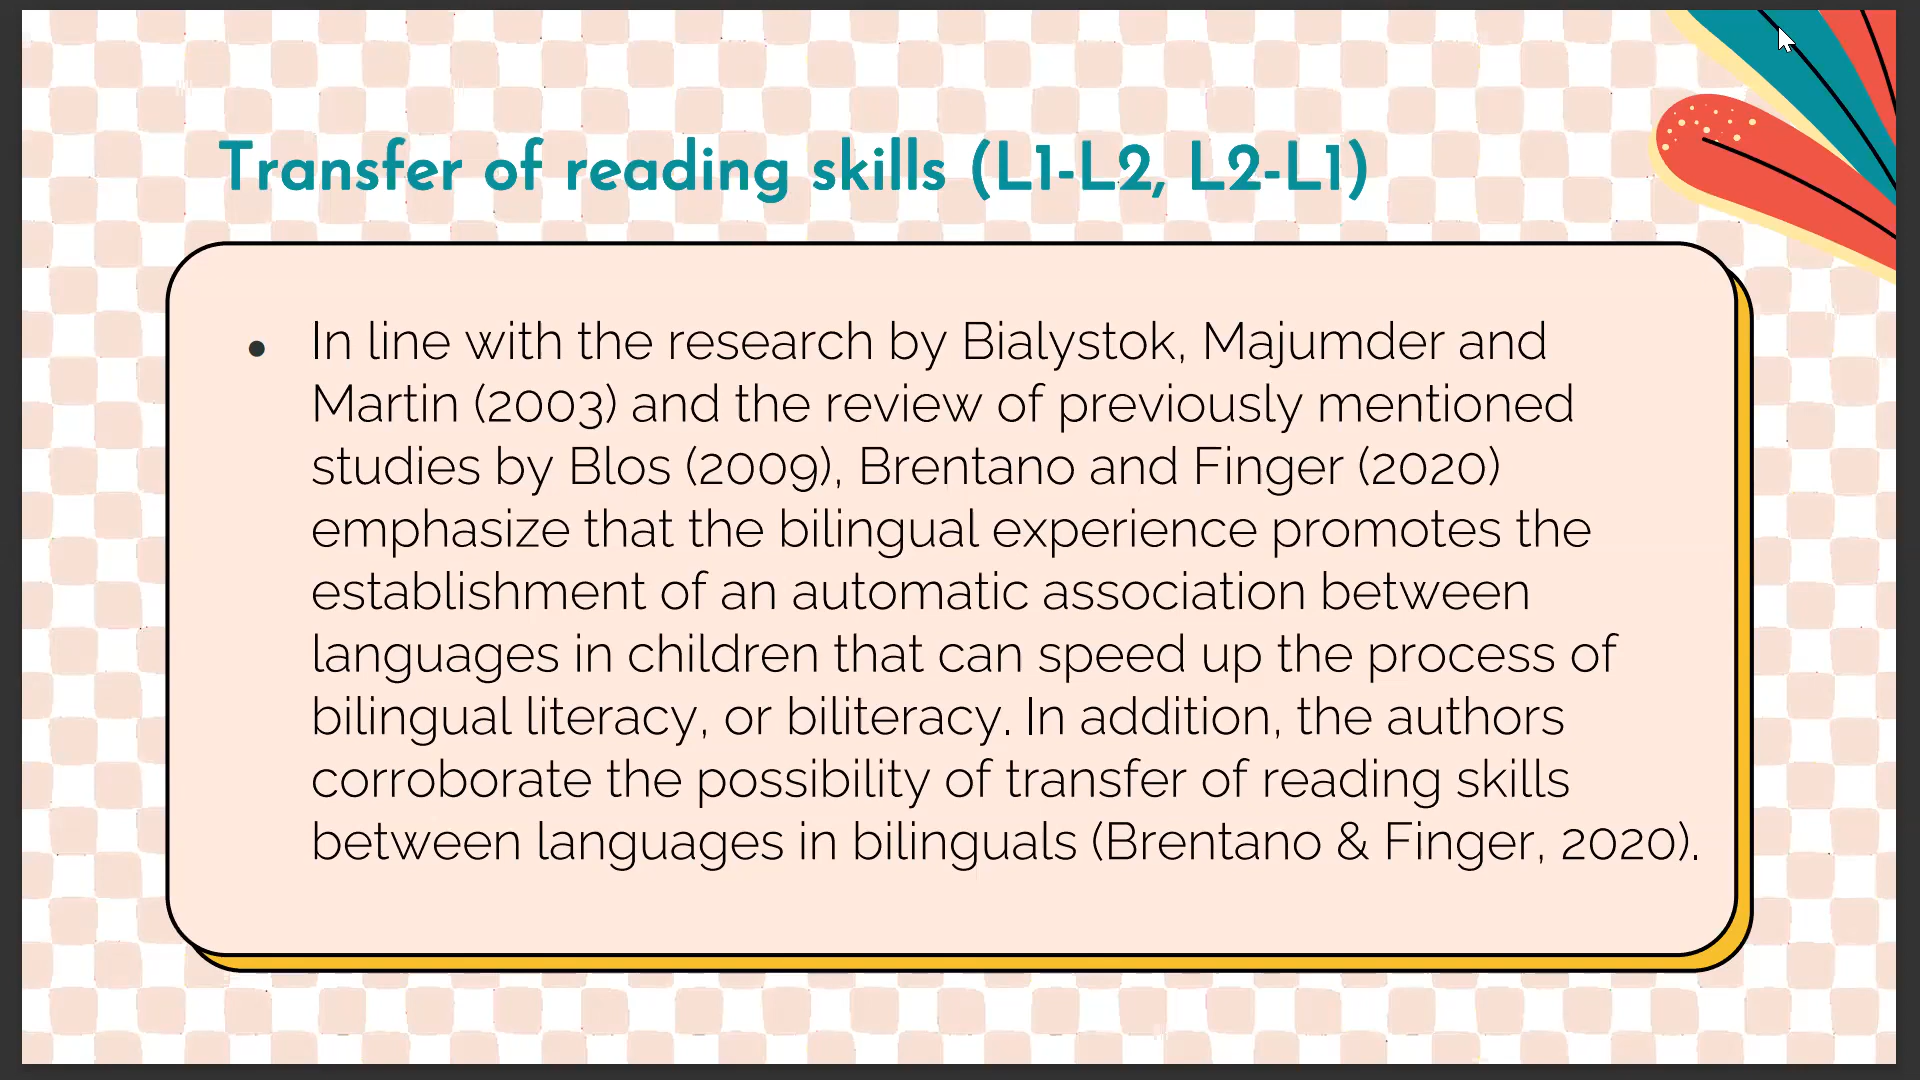 Transfer of reading skills (L1-L2, L2-L1)
● In line with the research by Bialystok, Majumder and
Martin (2003) and the review of previously mentioned
studies by Blos (2009), Brentano and Finger (2020)
emphasize that the bilingual experience promotes the
establishment of an automatic association between
languages in children that can speed up the process of
bilingual literacy, or biliteracy. In addition, the authors
corroborate the possibility of transfer of reading skills
between languages in bilinguals (Brentano & Finger, 2020).